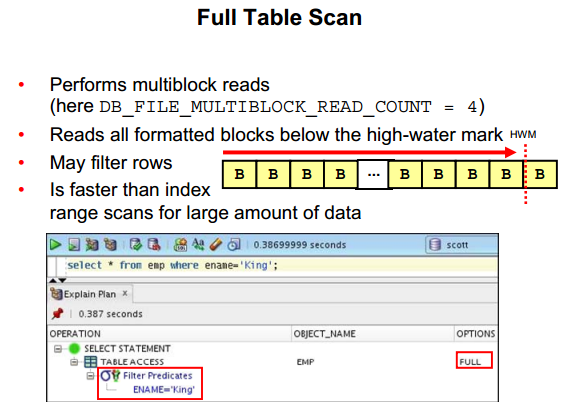 Full Table Scan
• Performs multiblock reads
(here DB_FILE_MULTIBLOCK_READ_COUNT = 4)
• Reads all formatted blocks below the high-water mark HWM
• May filter rows
B B B B ... B B B B B
• Is faster than index
range scans for large amount of data
0.38699999 seconds scott
select * from emp where ename='King';
Explain Plan x
0.387 seconds
OPERATION OBJECT_NAME OPTIONS
SELECT STATEMENT
TABLE ACCESS EMP FULL
Filter Predicates
ENAME='King'